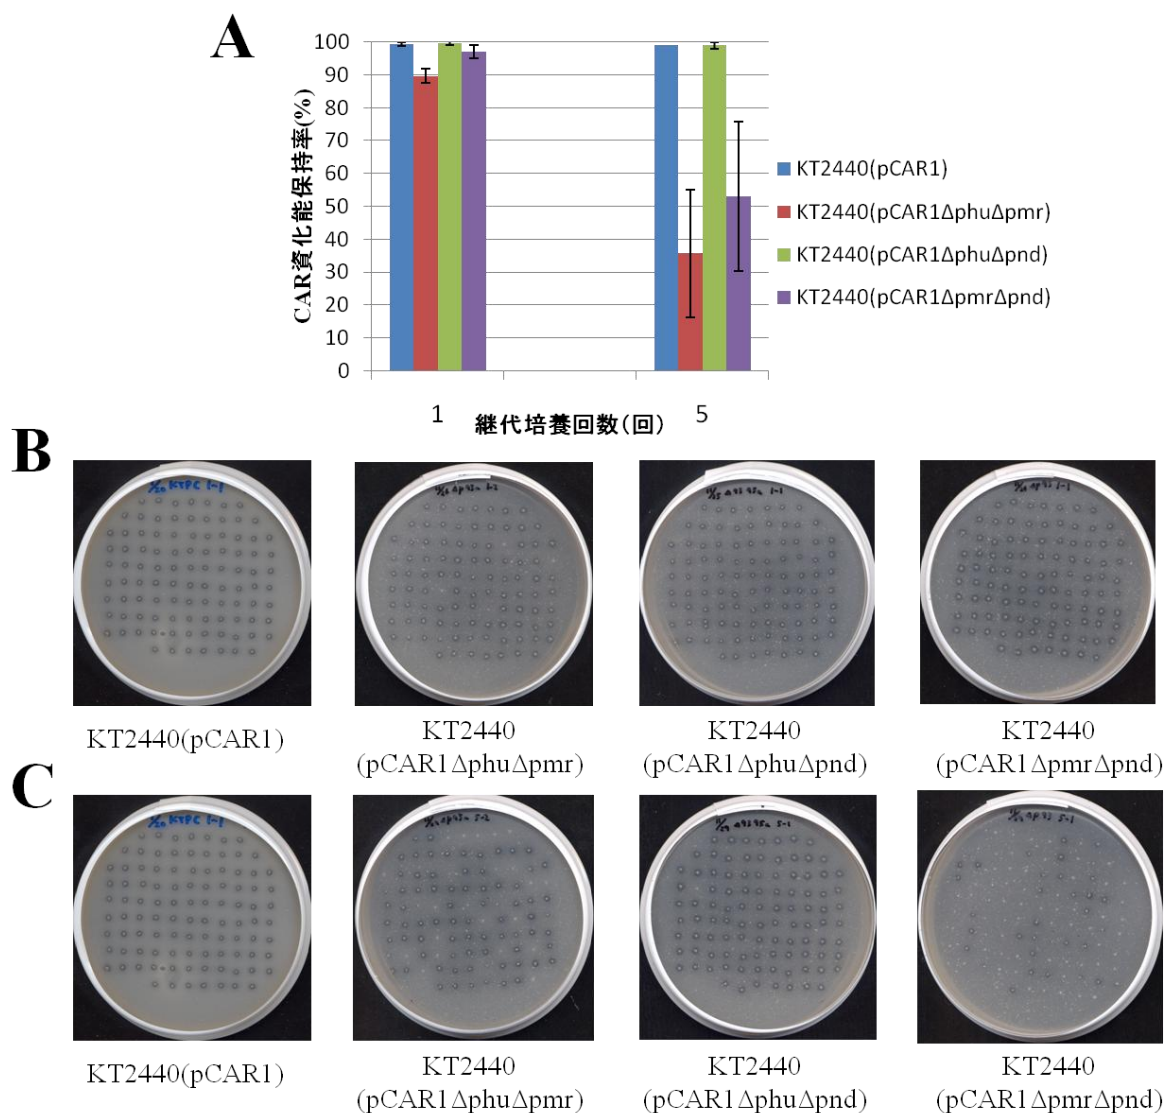 A
100
90
80
70
60
50
40
30
20
10
0
CAR資化能保持率(%)
1
5
継代培養回数(回)
KT2440(pCAR1)
KT2440(pCAR1ΔphuΔpmr)
KT2440(pCAR1ΔphuΔpnd)
KT2440(pCAR1ΔpmrΔpnd)
B
KT2440(pCAR1)
KT2440
(pCAR1ΔphuΔpmr)
KT2440
(pCAR1ΔphuΔpnd)
KT2440
(pCAR1ΔpmrΔpnd)
C
KT2440(pCAR1)
KT2440
(pCAR1ΔphuΔpmr)
KT2440
(pCAR1ΔphuΔpnd)
KT2440
(pCAR1ΔpmrΔpnd)